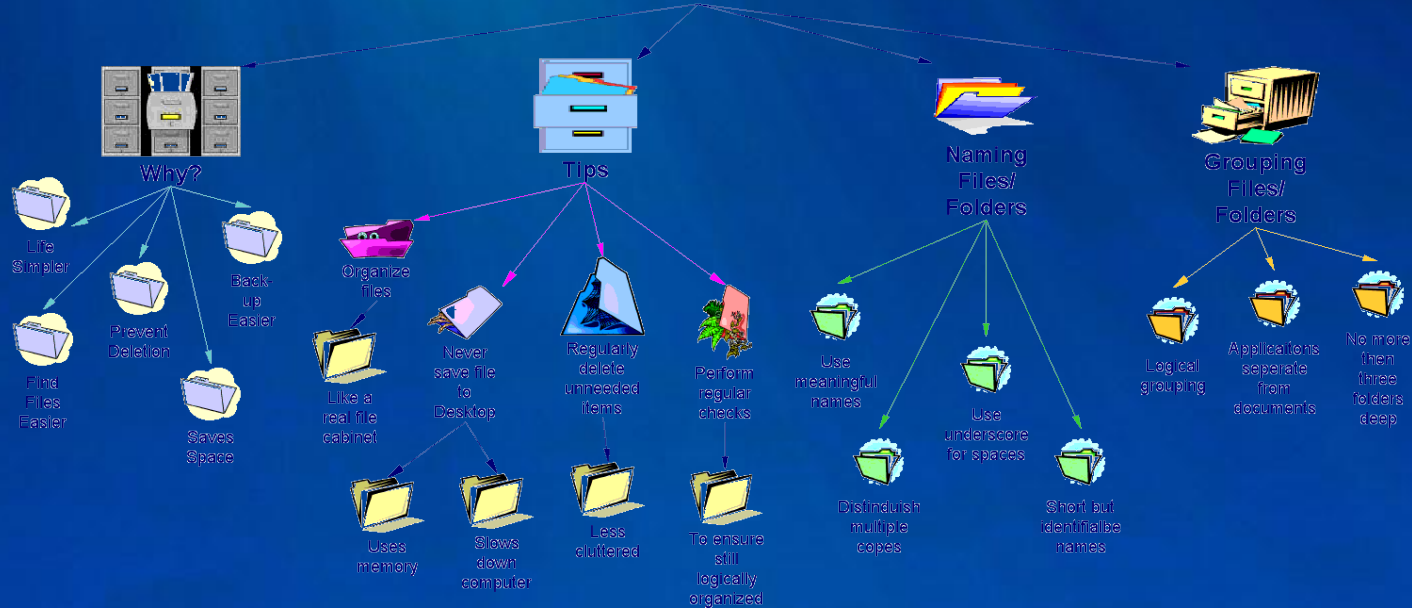 Why?
Life
Simpler
Find
Files
Easier
Prevent
Deletion
Saves
Space
Back-
up
Easier
Tips
Organize
files
Like a
real file
cabinet
Never
save file
to
Desktop
Uses
memory
Slows
down
computer
Regularly
delete
unneeded
items
Less
cluttered
Perform
regular
checks
To ensure
still
logically
organized
Naming
Files/
Folders
Use
meaningful
names
Distinduish
multiple
copes
Use
underscore
for spaces
Short but
identifialbe
names
Grouping
Files/
Folders
Logical
grouping
Applications
seperate
from
documents
No more
then
three
folders
deep